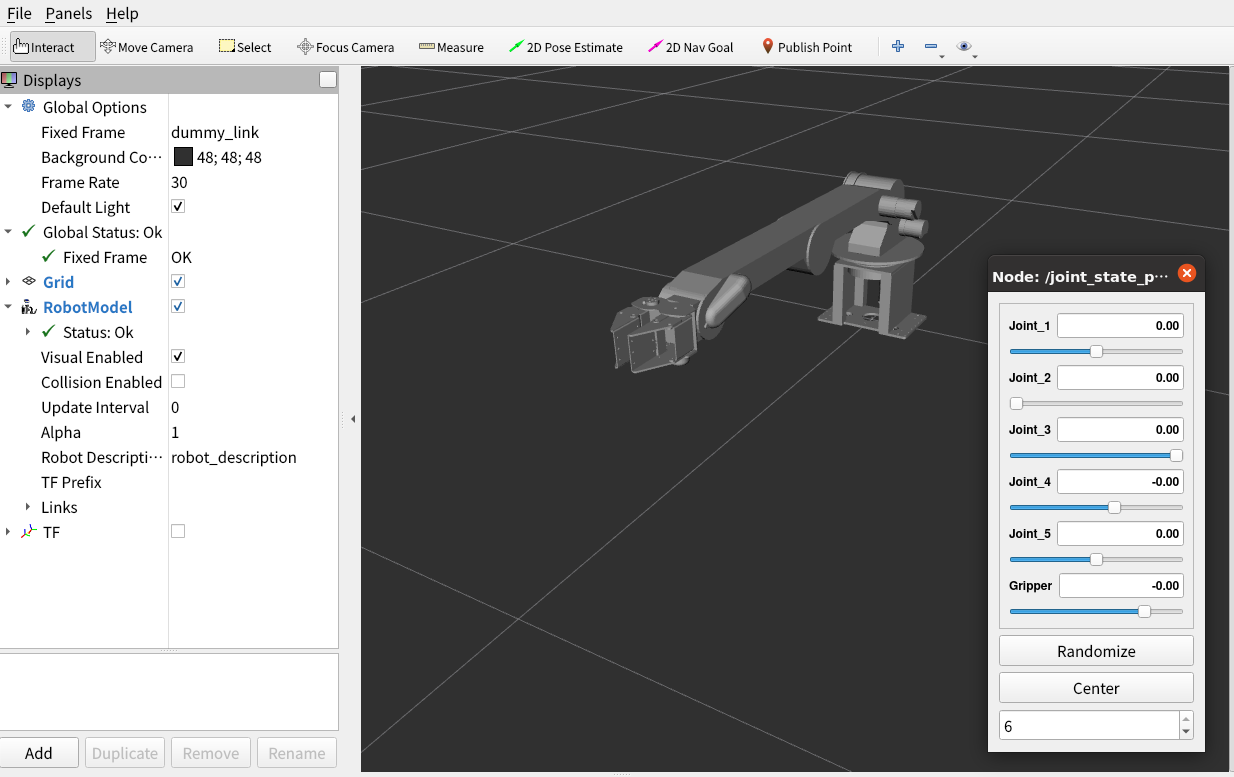 File Panels Help
Interact Move Camera Select Focus Camera Measure 2D Pose Estimate 2D Nav Goal Publish Point
Displays
Global Options
Fixed Frame dummy_link
Background Co··· 48; 48; 48
Frame Rate 30
Default Light
Global Status: Ok
Fixed Frame OK
Grid
RobotModel
Status: Ok
Visual Enabled
Collision Enabled
Update Interval 0
Alpha 1
Robot Descripti··· robot_description
TF Prefix
Links
TF
Add Duplicate Remove Rename
Node: /joint_state_p···
Joint_1 0.00
Joint_2 0.00
Joint_3 0.00
Joint_4 -0.00
Joint_5 0.00
Gripper -0.00
Randomize
Center
6